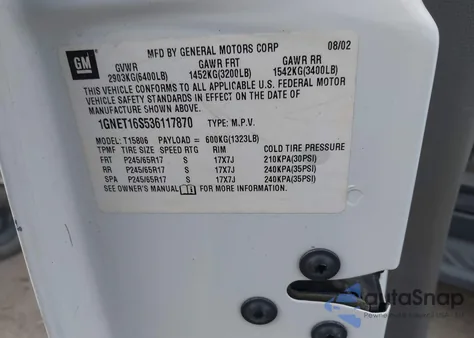 GM
MFD BY GENERAL MOTORS CORP 08/02
GVWR GAWR FRT GAWR RR
2903KG(6400LB) 1452KG(3200LB) 1542KG(3400LB)
THIS VEHICLE CONFORMS TO ALL APPLICABLE U.S. FEDERAL MOTOR
VEHICLE SAFETY STANDARDS IN EFFECT ON THE DATE OF
MANUFACTURE SHOWN ABOVE.
1GNET16S536117870 TYPE: M.P.V.
MODEL: T15806 PAYLOAD = 600KG(1323LB)
TPMF TIRE SIZE SPEED RTG RIM COLD TIRE PRESSURE
FRT P245/65R17 S 17X7J 210KPA(30PSI)
RR P245/65R17 S 17X7J 240KPA(35PSI)
SPA P245/65R17 S 17X7J 240KPA(35PSI)
SEE OWNER'S MANUAL FOR MORE INFORMATION
autaSnap